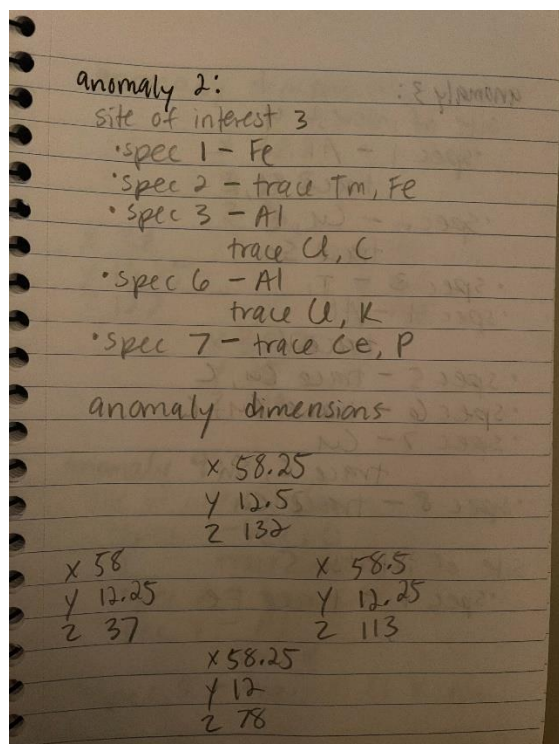 anomaly 2:
site of interest 3
• spec 1 - Fe
• spec 2 - trace Tm, Fe
• spec 3 - Al
trace Cl, C
• spec 6 - Al
trace Cl, K
• spec 7 - trace Ce, P
anomaly dimensions
x 58.25
y 12.5
z 132
x 58
y 12.25
z 37
x 58.5
y 12.25
z 113
x 58.25
y 12
z 78